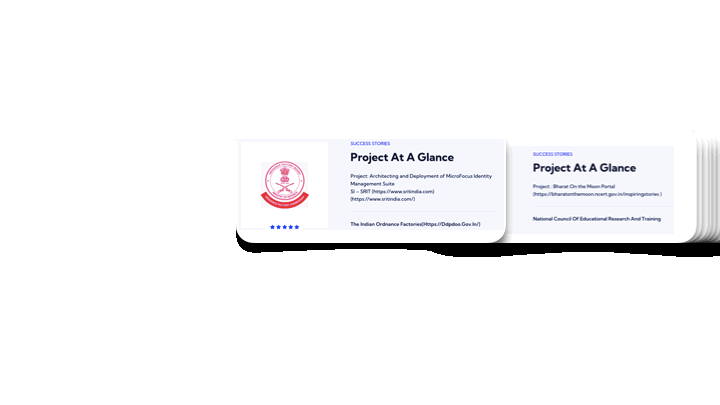 SUCCESS STORIES
Project At A Glance
Project: Architecting and Deployment of MicroFocus Identity
Management Suite
SI – SRIT (https://www.sritindia.com)
(https://www.sritindia.com/)
The Indian Ordnance Factories(Https://Ddpdoo.Gov.In/)
SUCCESS STORIES
Project At A Glance
Project : Bharat On the Moon Portal
(https://bharatonthemoon.ncert.gov.in/inspiringstories )
National Council Of Educational Research And Training